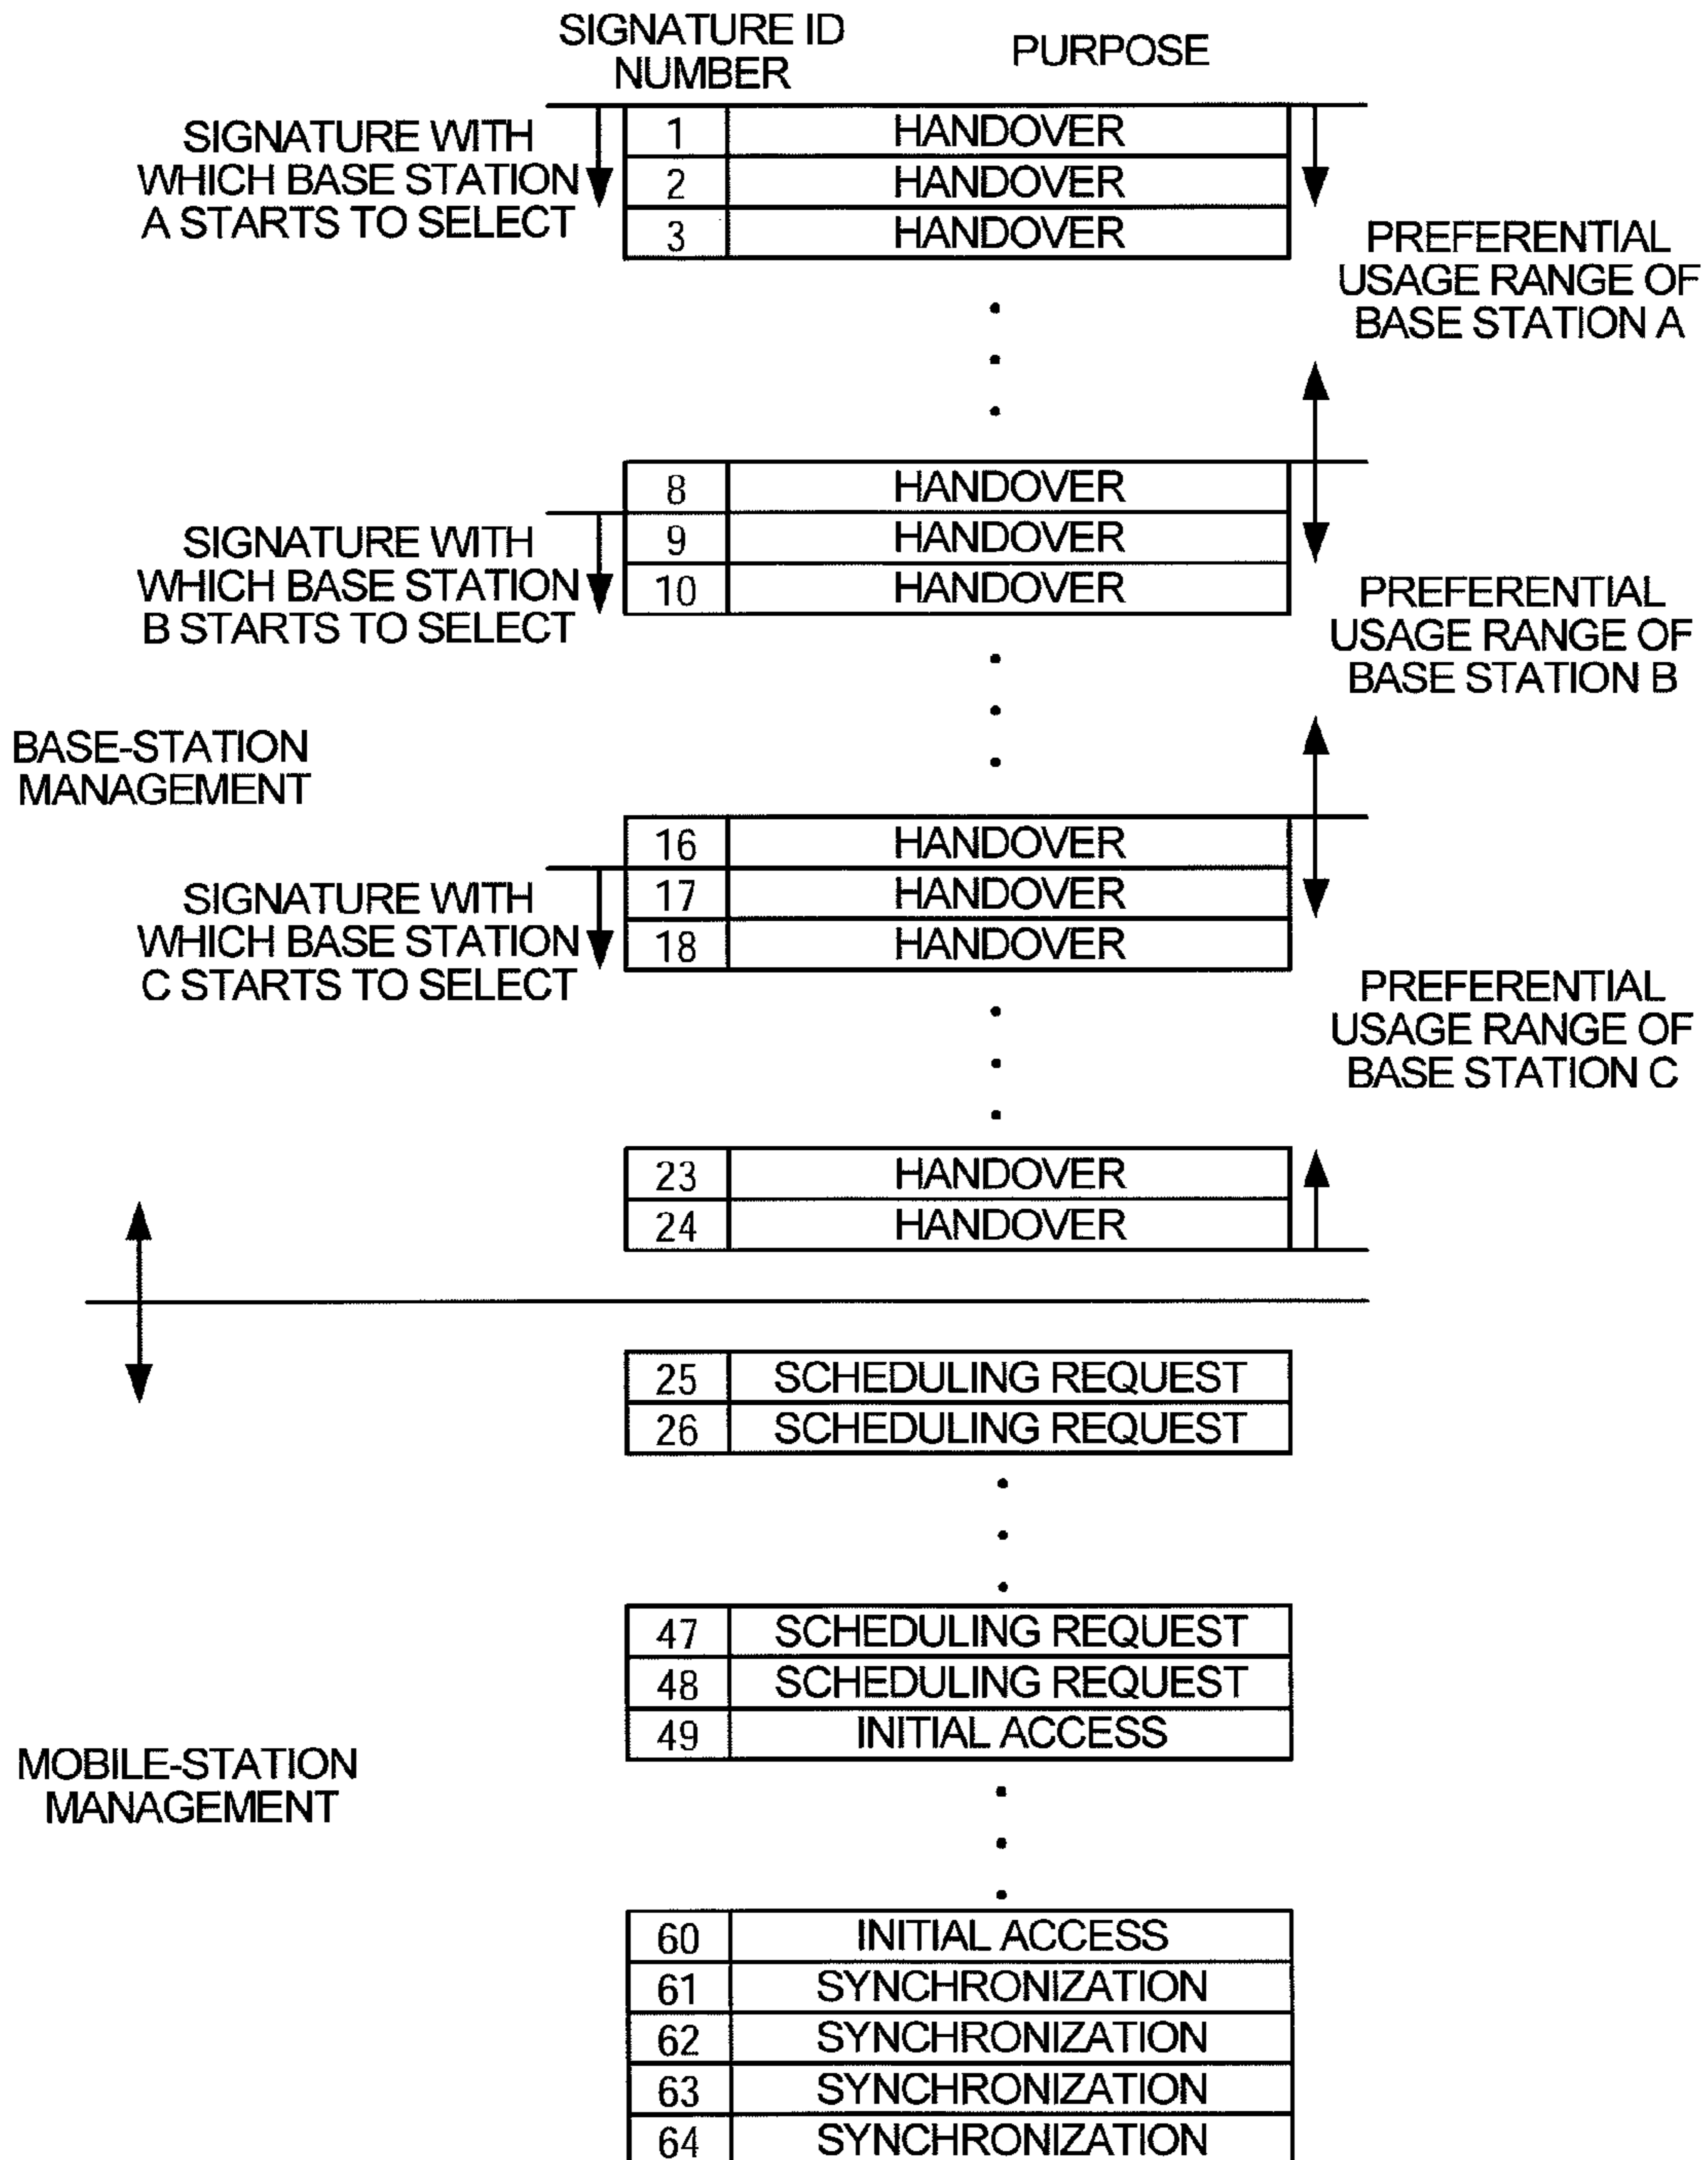 SIGNATURE ID
NUMBER
PURPOSE
SIGNATURE WITH
WHICH BASE STATION
A STARTS TO SELECT
1 HANDOVER
2 HANDOVER
3 HANDOVER
PREFERENTIAL
USAGE RANGE OF
BASE STATION A
8 HANDOVER
9 HANDOVER
10 HANDOVER
SIGNATURE WITH
WHICH BASE STATION
B STARTS TO SELECT
PREFERENTIAL
USAGE RANGE OF
BASE STATION B
BASE-STATION
MANAGEMENT
16 HANDOVER
17 HANDOVER
18 HANDOVER
SIGNATURE WITH
WHICH BASE STATION
C STARTS TO SELECT
PREFERENTIAL
USAGE RANGE OF
BASE STATION C
23 HANDOVER
24 HANDOVER
25 SCHEDULING REQUEST
26 SCHEDULING REQUEST
47 SCHEDULING REQUEST
48 SCHEDULING REQUEST
49 INITIAL ACCESS
MOBILE-STATION
MANAGEMENT
60 INITIAL ACCESS
61 SYNCHRONIZATION
62 SYNCHRONIZATION
63 SYNCHRONIZATION
64 SYNCHRONIZATION